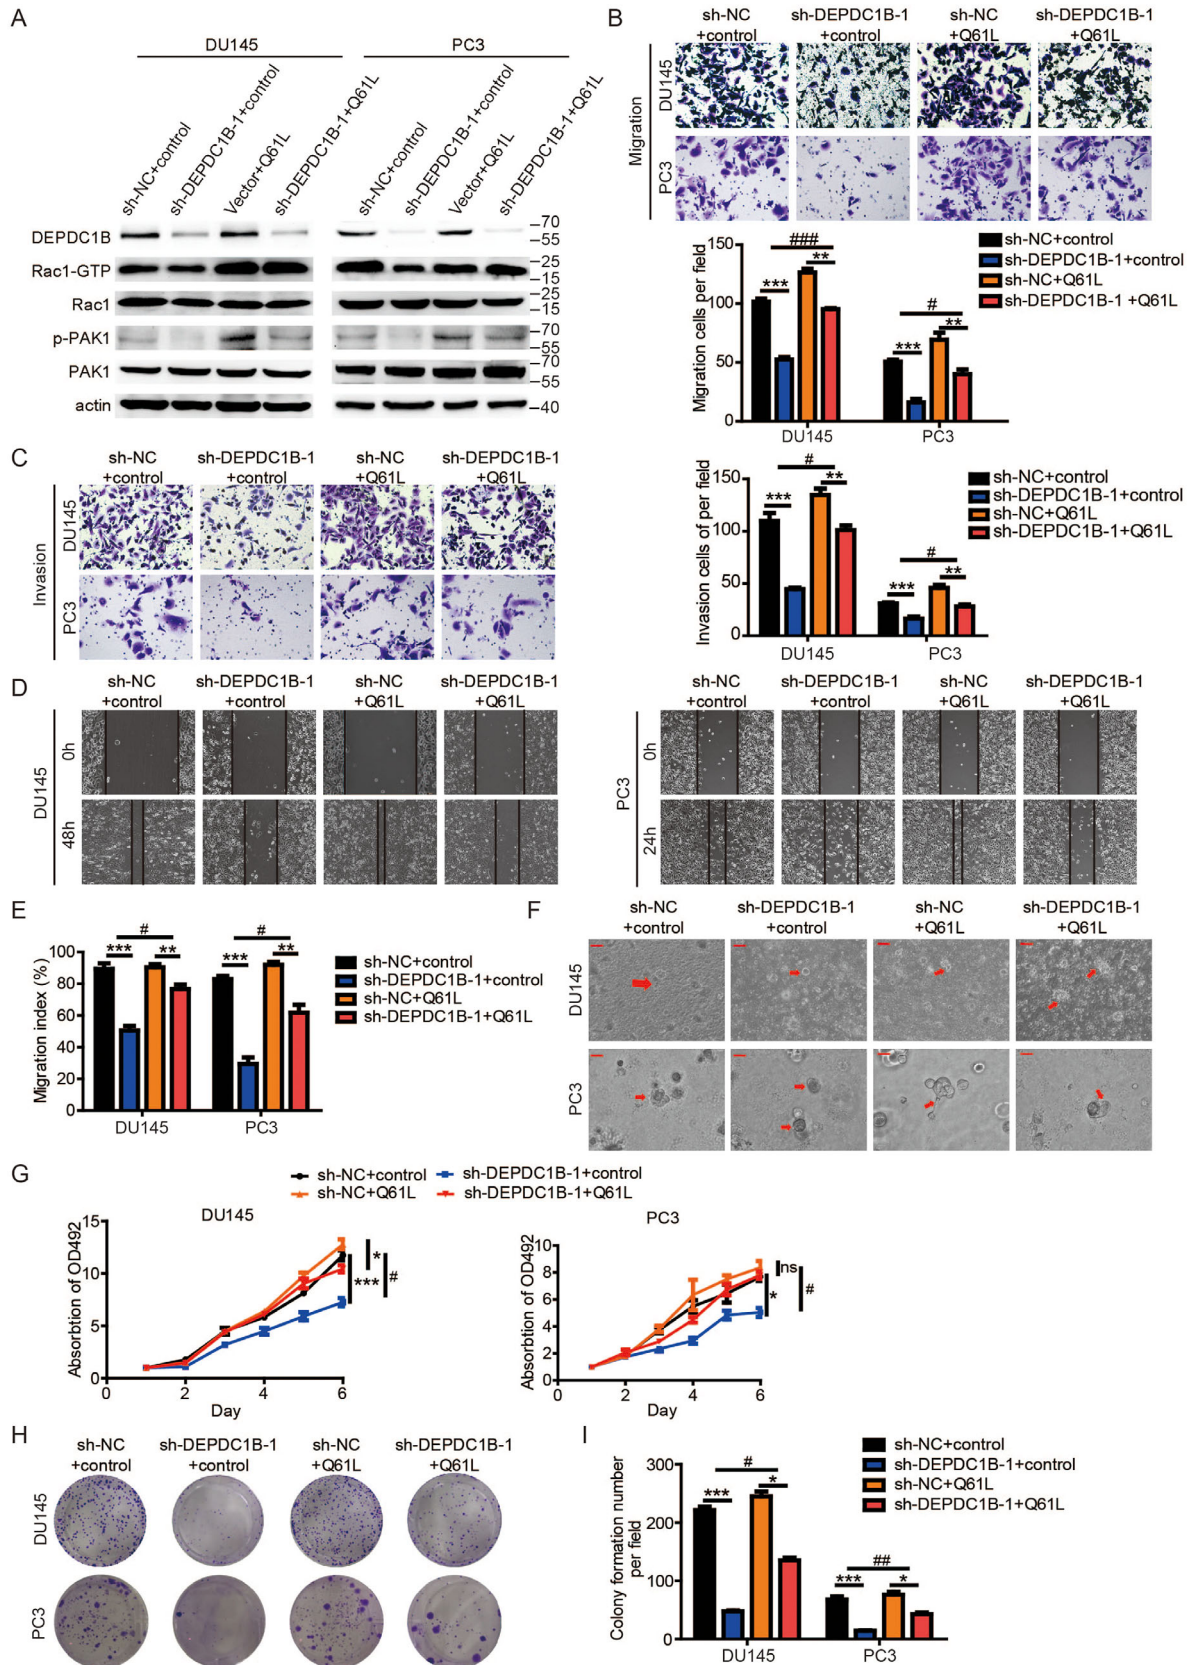 A
DU145
PC3
sh-NC+control
sh-DEPDC1B-1+control
Vector+Q61L
sh-DEPDC1B-1+Q61L
sh-NC+control
sh-DEPDC1B-1+control
Vector+Q61L
sh-DEPDC1B-1+Q61L
DEPDC1B
–70
–55
Rac1-GTP
–25
–15
Rac1
–25
–15
p-PAK1
–70
–55
PAK1
–70
–55
actin
–40
B
sh-NC
+control
sh-DEPDC1B-1
+control
sh-NC
+Q61L
sh-DEPDC1B-1
+Q61L
Migration
DU145
PC3
Migration cells per field
150
100
50
0
***
###
**
***
#
**
DU145
PC3
sh-NC+control
sh-DEPDC1B-1+control
sh-NC+Q61L
sh-DEPDC1B-1 +Q61L
C
sh-NC
+control
sh-DEPDC1B-1
+control
sh-NC
+Q61L
sh-DEPDC1B-1
+Q61L
Invasion
DU145
PC3
Invasion cells of per field
150
100
50
0
***
#
**
***
#
**
DU145
PC3
sh-NC+control
sh-DEPDC1B-1+control
sh-NC+Q61L
sh-DEPDC1B-1+Q61L
D
sh-NC
+control
sh-DEPDC1B-1
+control
sh-NC
+Q61L
sh-DEPDC1B-1
+Q61L
DU145
0h
48h
sh-NC
+control
sh-DEPDC1B-1
+control
sh-NC
+Q61L
sh-DEPDC1B-1
+Q61L
PC3
0h
24h
E
Migration index (%)
100
80
60
40
20
0
***
#
**
***
#
**
DU145
PC3
sh-NC+control
sh-DEPDC1B-1+control
sh-NC+Q61L
sh-DEPDC1B-1+Q61L
F
sh-NC
+control
sh-DEPDC1B-1
+control
sh-NC
+Q61L
sh-DEPDC1B-1
+Q61L
DU145
PC3
G
sh-NC+control
sh-DEPDC1B-1+control
sh-NC+Q61L
sh-DEPDC1B-1+Q61L
DU145
Absorbtion of OD492
15
10
5
0
0
2
4
6
Day
*
***
#
PC3
Absorbtion of OD492
10
8
6
4
2
0
0
2
4
6
Day
ns
*
#
H
sh-NC
+control
sh-DEPDC1B-1
+control
sh-NC
+Q61L
sh-DEPDC1B-1
+Q61L
DU145
PC3
I
Colony formation number
per field
300
200
100
0
***
#
*
***
##
*
DU145
PC3
sh-NC+control
sh-DEPDC1B-1+control
sh-NC+Q61L
sh-DEPDC1B-1+Q61L